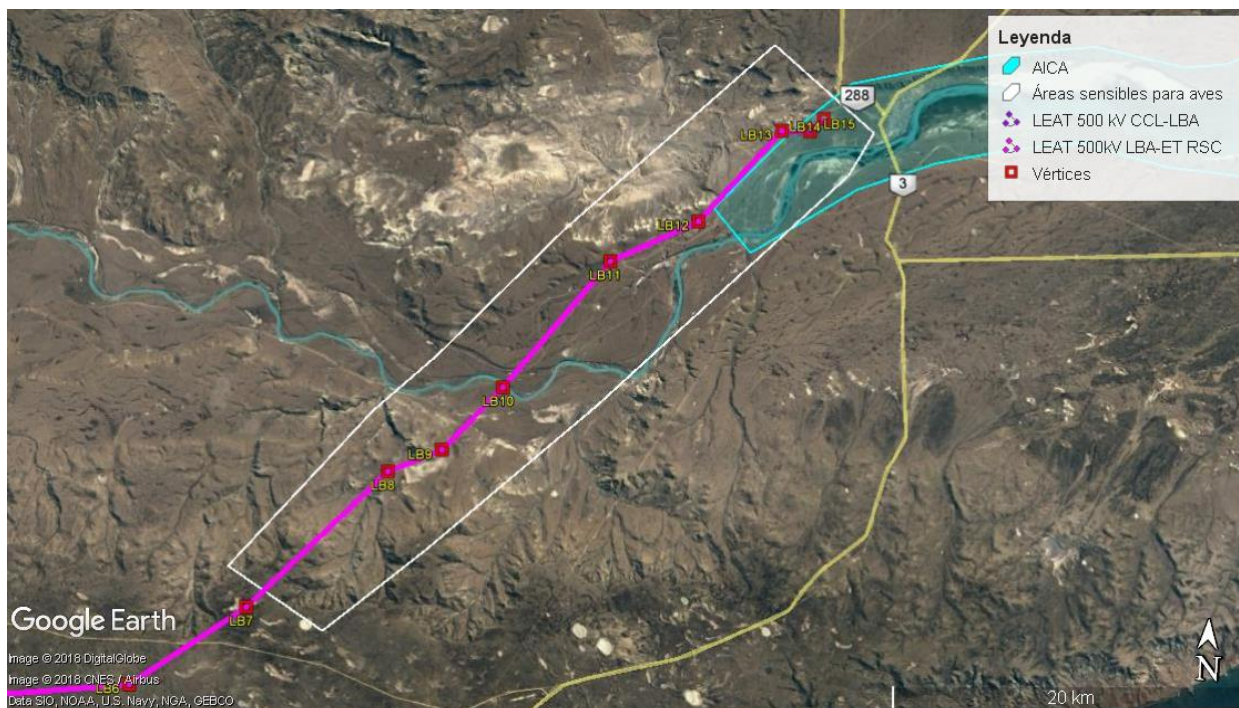 Leyenda
AICA
Áreas sensibles para aves
LEAT 500 kV CCL-LBA
LEAT 500kV LBA-ET RSC
Vértices
288
3
LB13
LB14
LB15
LB12
LB11
LB10
LB9
LB8
LB7
LB6
Google Earth
Image © 2018 DigitalGlobe
Image © 2018 CNES / Airbus
Data SIO, NOAA, U.S. Navy, NGA, GEBCO
N
20 km